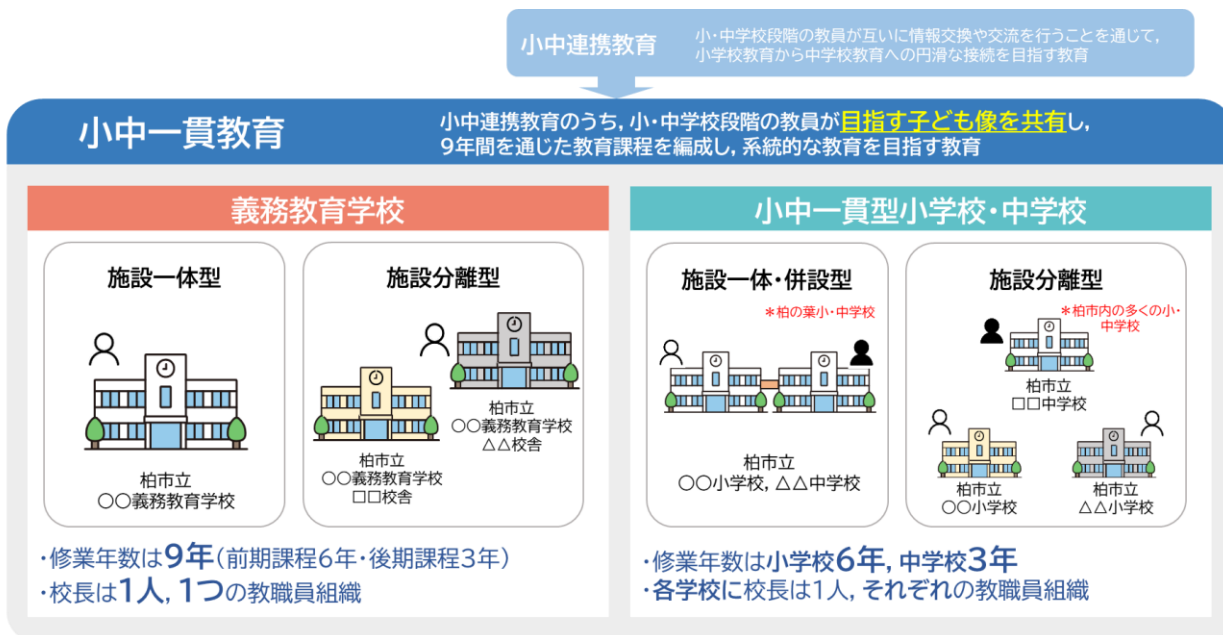 小中連携教育
小・中学校段階の教員が互いに情報交換や交流を行うことを通じて,
小学校教育から中学校教育への円滑な接続を目指す教育
小中一貫教育
小中連携教育のうち, 小・中学校段階の教員が目指す子ども像を共有し,
9年間を通じた教育課程を編成し, 系統的な教育を目指す教育
義務教育学校
施設一体型
柏市立
○○義務教育学校
施設分離型
柏市立
○○義務教育学校
△△校舎
柏市立
○○義務教育学校
□□校舎
・修業年数は9年(前期課程6年・後期課程3年)
・校長は1人, 1つの教職員組織
小中一貫型小学校・中学校
施設一体・併設型
＊柏の葉小・中学校
柏市立
○○小学校, △△中学校
施設分離型
＊柏市内の多くの小・
中学校
柏市立
□□中学校
柏市立
○○小学校
柏市立
△△小学校
・修業年数は小学校6年, 中学校3年
・各学校に校長は1人, それぞれの教職員組織